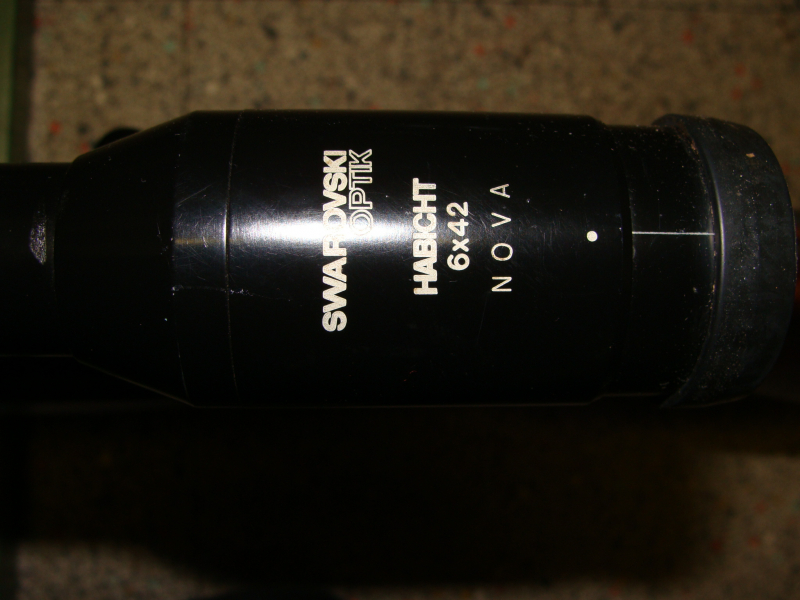 SWAROVSKI
OPTIK
HABICHT
6x42
NOVA